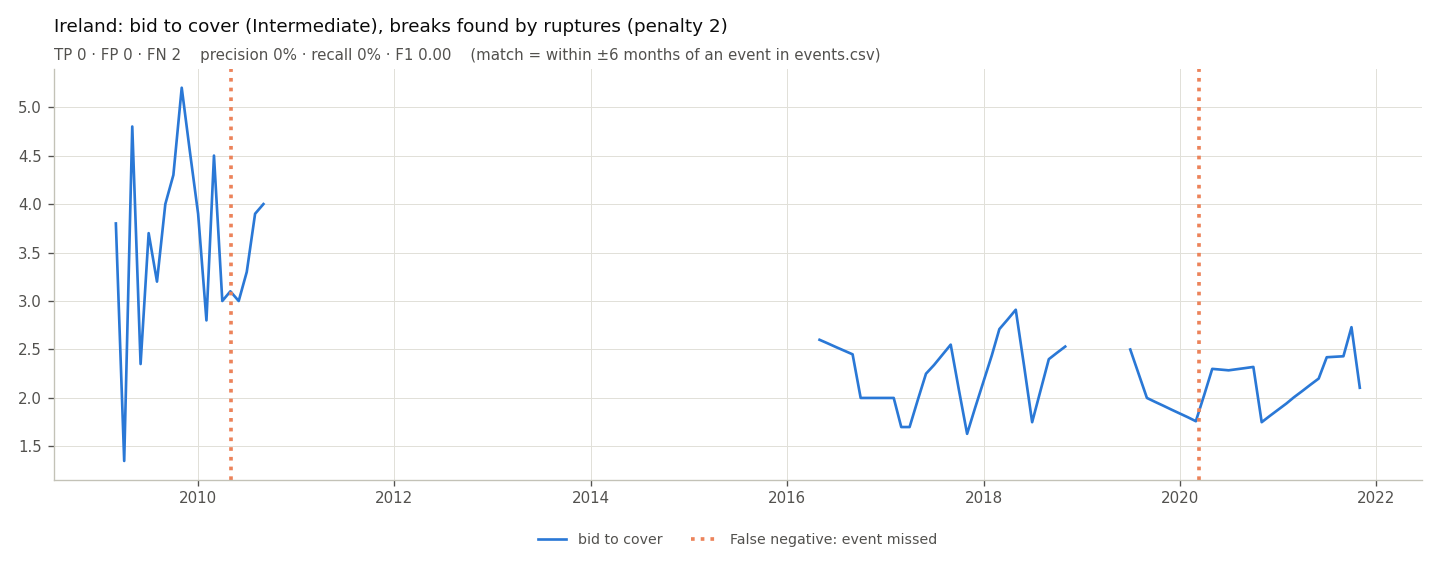 Ireland: bid to cover (Intermediate), breaks found by ruptures (penalty 2)
TP 0 · FP 0 · FN 2    precision 0% · recall 0% · F1 0.00    (match = within ±6 months of an event in events.csv)
5.0
4.5
4.0
3.5
3.0
2.5
2.0
1.5
2010 2012 2014 2016 2018 2020 2022
bid to cover    False negative: event missed